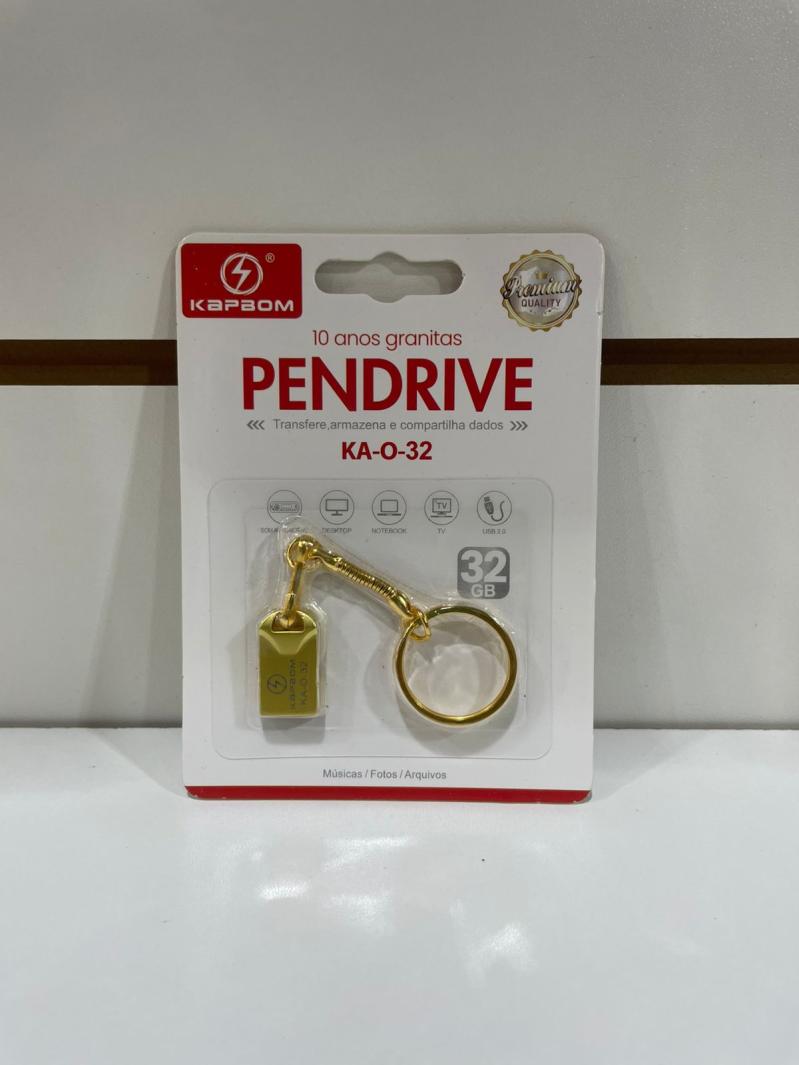 KAPBOM ®
Premium
QUALITY
10 anos granitas
PENDRIVE
Transfere,armazena e compartilha dados
KA-O-32
DESKTOP
NOTEBOOK
TV
TV
USB 2.0
32
GB
KAPBOM
KA-O-32
Músicas / Fotos / Arquivos